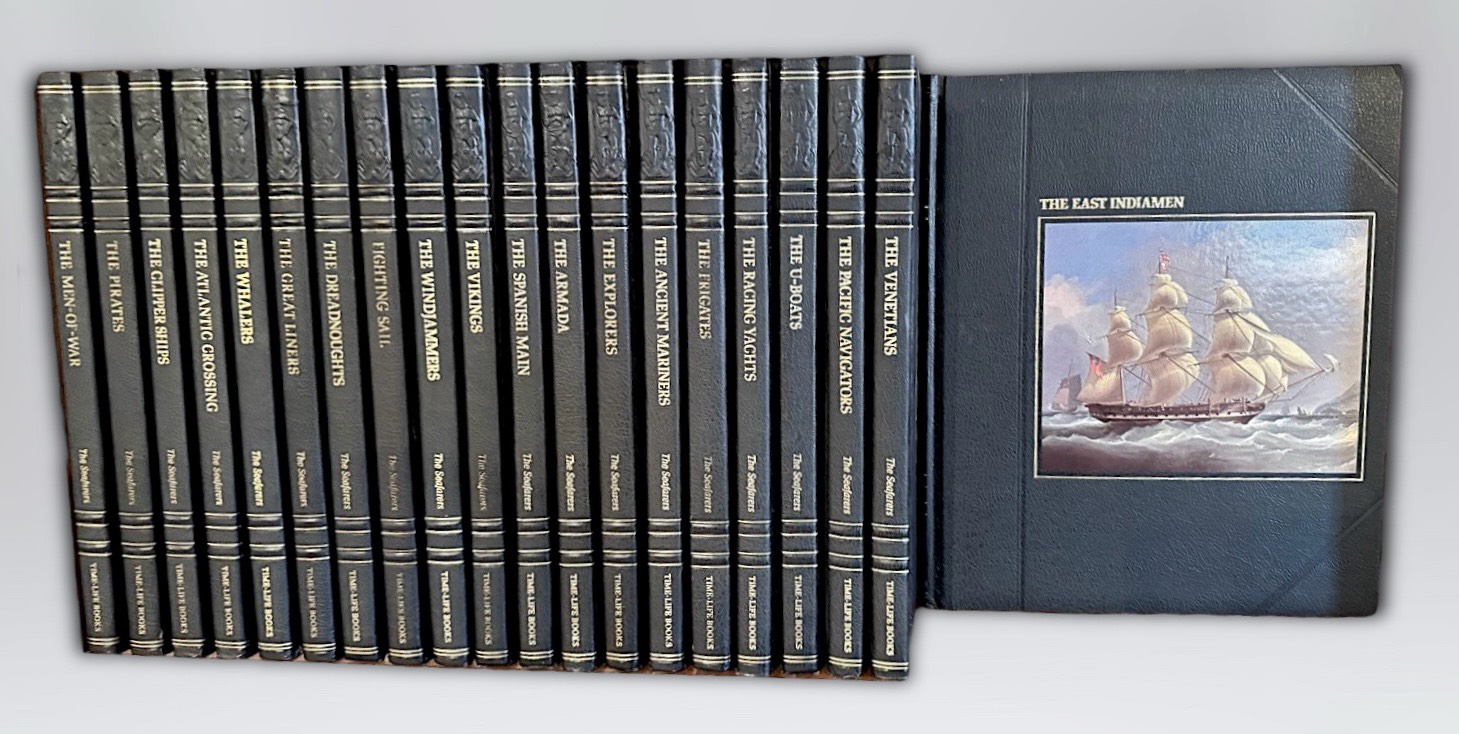 THE MEN-OF-WAR
The Seafarers
TIME-LIFE BOOKS
THE PIRATES
The Seafarers
TIME-LIFE BOOKS
THE CLIPPER SHIPS
The Seafarers
TIME-LIFE BOOKS
THE ATLANTIC CROSSING
The Seafarers
TIME-LIFE BOOKS
THE WHALERS
The Seafarers
TIME-LIFE BOOKS
THE GREAT LINERS
The Seafarers
TIME-LIFE BOOKS
THE DREADNOUGHTS
The Seafarers
TIME-LIFE BOOKS
FIGHTING SAIL
The Seafarers
TIME-LIFE BOOKS
THE WINDJAMMERS
The Seafarers
TIME-LIFE BOOKS
THE VIKINGS
The Seafarers
TIME-LIFE BOOKS
THE SPANISH MAIN
The Seafarers
TIME-LIFE BOOKS
THE ARMADA
The Seafarers
TIME-LIFE BOOKS
THE EXPLORERS
The Seafarers
TIME-LIFE BOOKS
THE ANCIENT MARINERS
The Seafarers
TIME-LIFE BOOKS
THE FRIGATES
The Seafarers
TIME-LIFE BOOKS
THE RACING YACHTS
The Seafarers
TIME-LIFE BOOKS
THE U-BOATS
The Seafarers
TIME-LIFE BOOKS
THE PACIFIC NAVIGATORS
The Seafarers
TIME-LIFE BOOKS
THE VENETIANS
The Seafarers
TIME-LIFE BOOKS
THE EAST INDIAMEN